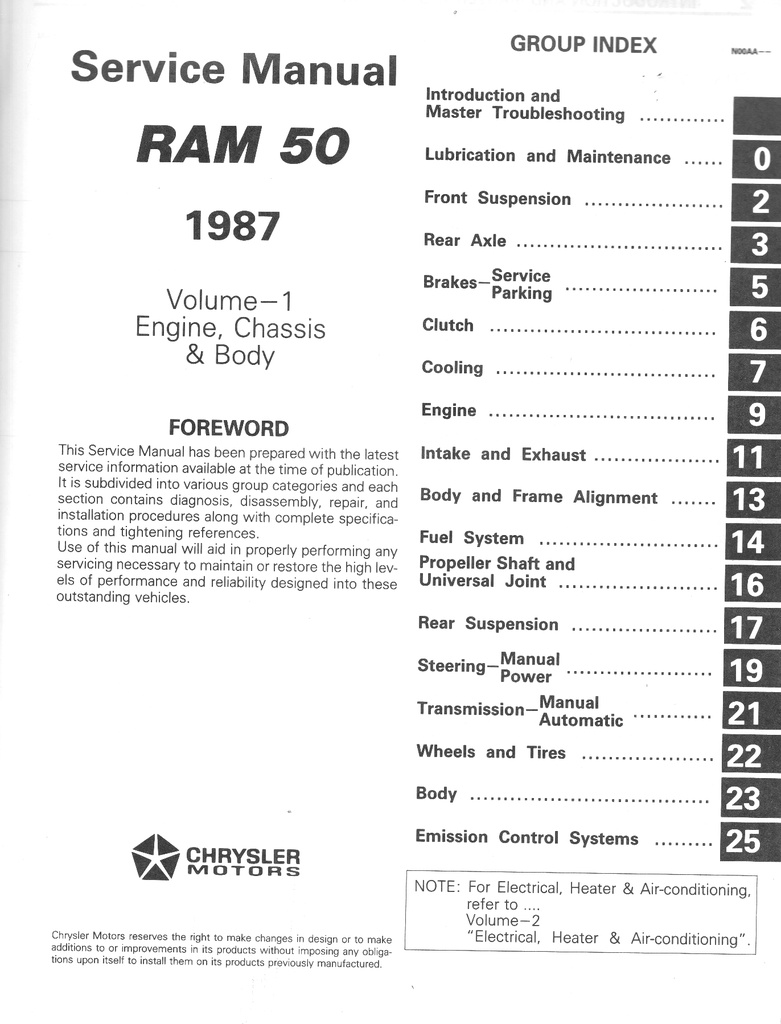 Service Manual
RAM 50
1987
Volume–1
Engine, Chassis
& Body
FOREWORD
This Service Manual has been prepared with the latest
service information available at the time of publication.
It is subdivided into various group categories and each
section contains diagnosis, disassembly, repair, and
installation procedures along with complete specifica-
tions and tightening references.
Use of this manual will aid in properly performing any
servicing necessary to maintain or restore the high lev-
els of performance and reliability designed into these
outstanding vehicles.
CHRYSLER
MOTORS
Chrysler Motors reserves the right to make changes in design or to make
additions to or improvements in its products without imposing any obliga-
tions upon itself to install them on its products previously manufactured.
GROUP INDEX
N00AA--
Introduction and
Master Troubleshooting .............
Lubrication and Maintenance ...... 0
Front Suspension ..................... 2
Rear Axle ............................... 3
Brakes–Service
Parking ....................... 5
Clutch .................................. 6
Cooling ................................. 7
Engine .................................. 9
Intake and Exhaust ................... 11
Body and Frame Alignment ....... 13
Fuel System ........................... 14
Propeller Shaft and
Universal Joint ........................ 16
Rear Suspension ...................... 17
Steering–Manual
Power ...................... 19
Transmission–Manual
Automatic ............ 21
Wheels and Tires .................... 22
Body .................................... 23
Emission Control Systems ......... 25
NOTE: For Electrical, Heater & Air-conditioning,
refer to ....
Volume–2
"Electrical, Heater & Air-conditioning".